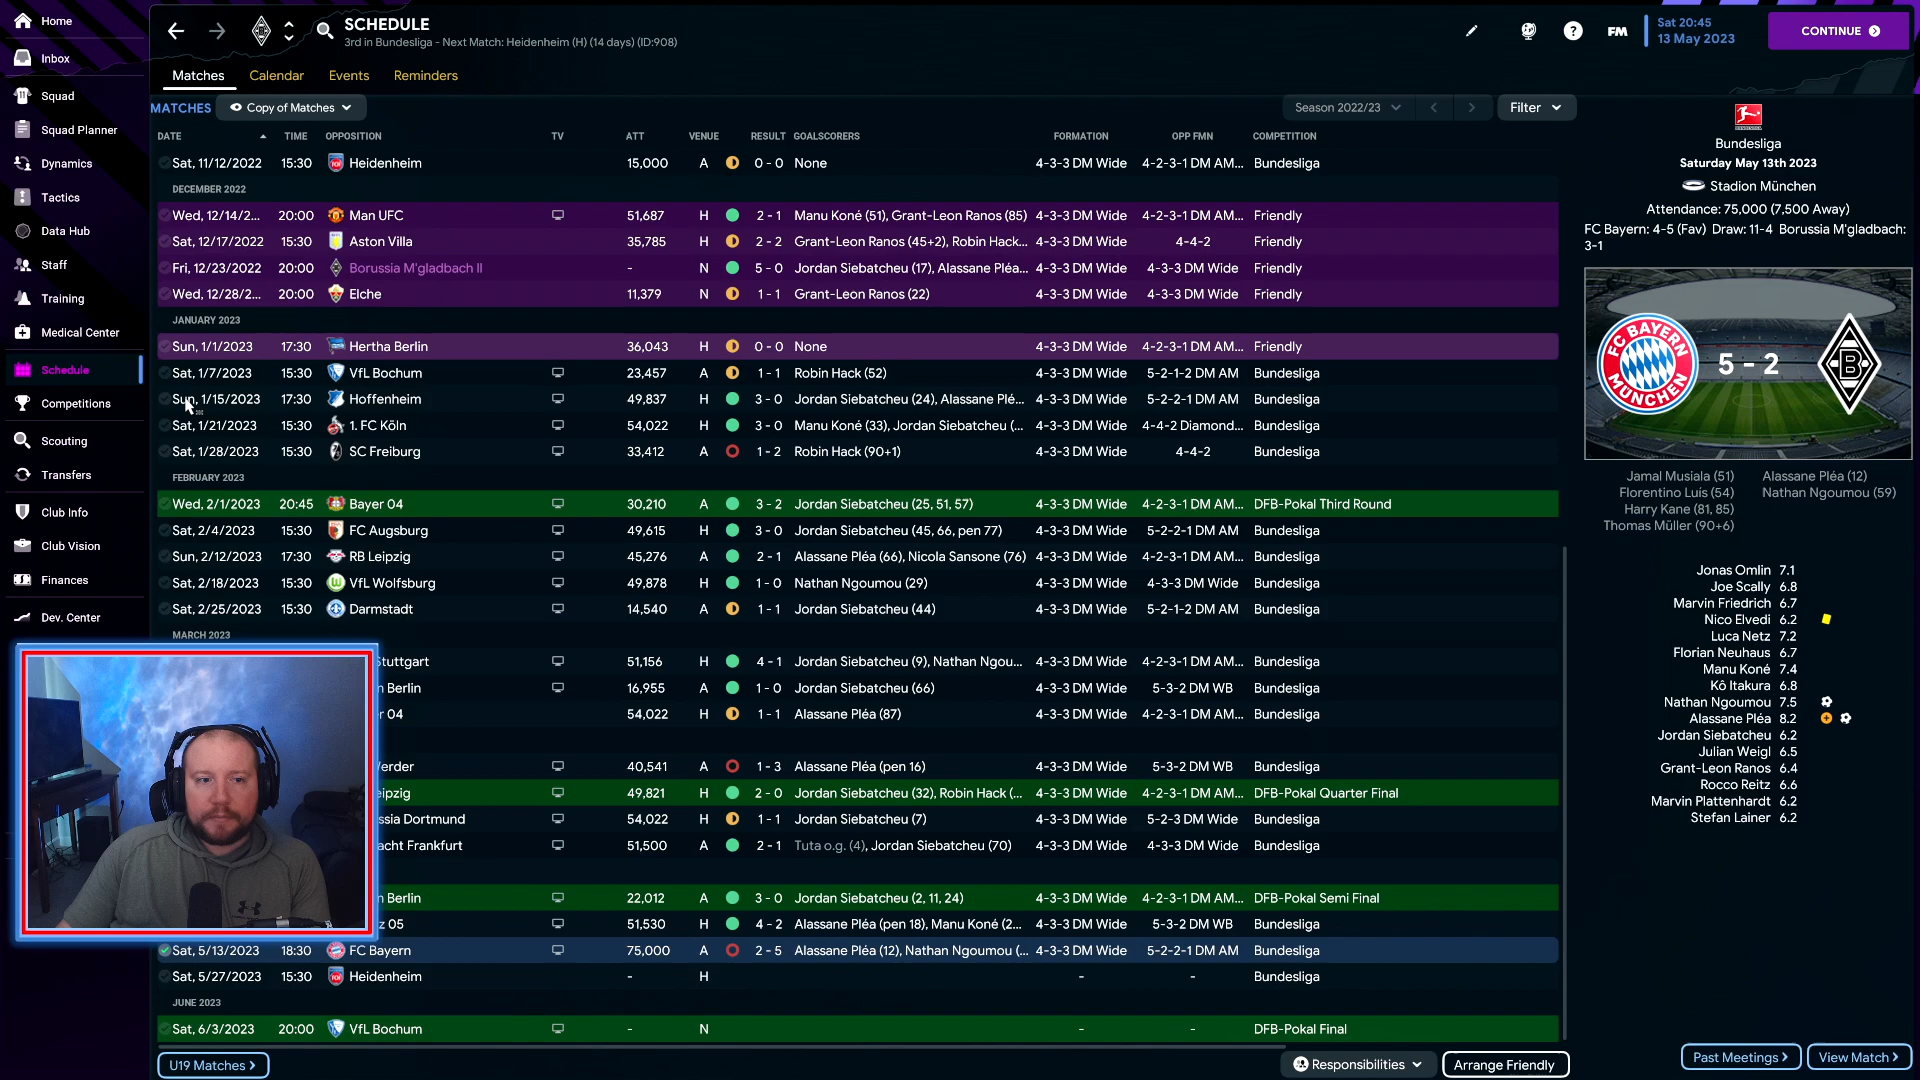 Home
Inbox
Squad
Squad Planner
Dynamics
Tactics
Data Hub
Staff
Training
Medical Center
Schedule
Competitions
Scouting
Transfers
Club Info
Club Vision
Finances
Dev. Center
SCHEDULE
3rd in Bundesliga - Next Match: Heidenheim (H) (14 days) (ID:908)
FM
Sat 20:45
13 May 2023
CONTINUE
Matches Calendar Events Reminders
MATCHES Copy of Matches Season 2022/23 Filter
DATE TIME OPPOSITION TV ATT VENUE RESULT GOALSCORERS FORMATION OPP FMN COMPETITION
Sat, 11/12/2022 15:30 Heidenheim 15,000 A 0 - 0 None 4-3-3 DM Wide 4-2-3-1 DM AM... Bundesliga
DECEMBER 2022
Wed, 12/14/2... 20:00 Man UFC 51,687 H 2 - 1 Manu Koné (51), Grant-Leon Ranos (85) 4-3-3 DM Wide 4-2-3-1 DM AM... Friendly
Sat, 12/17/2022 15:30 Aston Villa 35,785 H 2 - 2 Grant-Leon Ranos (45+2), Robin Hack... 4-3-3 DM Wide 4-4-2 Friendly
Fri, 12/23/2022 20:00 Borussia M'gladbach II - N 5 - 0 Jordan Siebatcheu (17), Alassane Pléa... 4-3-3 DM Wide 4-3-3 DM Wide Friendly
Wed, 12/28/2... 20:00 Elche 11,379 N 1 - 1 Grant-Leon Ranos (22) 4-3-3 DM Wide 4-3-3 DM Wide Friendly
JANUARY 2023
Sun, 1/1/2023 17:30 Hertha Berlin 36,043 H 0 - 0 None 4-3-3 DM Wide 4-2-3-1 DM AM... Friendly
Sat, 1/7/2023 15:30 VfL Bochum 23,457 A 1 - 1 Robin Hack (52) 4-3-3 DM Wide 5-2-1-2 DM AM Bundesliga
Sun, 1/15/2023 17:30 Hoffenheim 49,837 H 3 - 0 Jordan Siebatcheu (24), Alassane Plé... 4-3-3 DM Wide 5-2-2-1 DM AM Bundesliga
Sat, 1/21/2023 15:30 1. FC Köln 54,022 H 3 - 0 Manu Koné (33), Jordan Siebatcheu (... 4-3-3 DM Wide 4-4-2 Diamond... Bundesliga
Sat, 1/28/2023 15:30 SC Freiburg 33,412 A 1 - 2 Robin Hack (90+1) 4-3-3 DM Wide 4-4-2 Bundesliga
FEBRUARY 2023
Wed, 2/1/2023 20:45 Bayer 04 30,210 A 3 - 2 Jordan Siebatcheu (25, 51, 57) 4-3-3 DM Wide 4-2-3-1 DM AM... DFB-Pokal Third Round
Sat, 2/4/2023 15:30 FC Augsburg 49,615 H 3 - 0 Jordan Siebatcheu (45, 66, pen 77) 4-3-3 DM Wide 5-2-2-1 DM AM Bundesliga
Sun, 2/12/2023 17:30 RB Leipzig 45,276 A 2 - 1 Alassane Pléa (66), Nicola Sansone (76) 4-3-3 DM Wide 4-2-3-1 DM AM... Bundesliga
Sat, 2/18/2023 15:30 VfL Wolfsburg 49,878 H 1 - 0 Nathan Ngoumou (29) 4-3-3 DM Wide 4-3-3 DM Wide Bundesliga
Sat, 2/25/2023 15:30 Darmstadt 14,540 A 1 - 1 Jordan Siebatcheu (44) 4-3-3 DM Wide 5-2-1-2 DM AM Bundesliga
MARCH 2023
Stuttgart 51,156 H 4 - 1 Jordan Siebatcheu (9), Nathan Ngou... 4-3-3 DM Wide 4-2-3-1 DM AM... Bundesliga
n Berlin 16,955 A 1 - 0 Jordan Siebatcheu (66) 4-3-3 DM Wide 5-3-2 DM WB Bundesliga
r 04 54,022 H 1 - 1 Alassane Pléa (87) 4-3-3 DM Wide 4-2-3-1 DM AM... Bundesliga
erder 40,541 A 1 - 3 Alassane Pléa (pen 16) 4-3-3 DM Wide 5-3-2 DM WB Bundesliga
eipzig 49,821 H 2 - 0 Jordan Siebatcheu (32), Robin Hack (... 4-3-3 DM Wide 4-2-3-1 DM AM... DFB-Pokal Quarter Final
ssia Dortmund 54,022 H 1 - 1 Jordan Siebatcheu (7) 4-3-3 DM Wide 5-2-3 DM Wide Bundesliga
acht Frankfurt 51,500 A 2 - 1 Tuta o.g. (4), Jordan Siebatcheu (70) 4-3-3 DM Wide 4-3-3 DM Wide Bundesliga
n Berlin 22,012 A 3 - 0 Jordan Siebatcheu (2, 11, 24) 4-3-3 DM Wide 4-2-3-1 DM AM... DFB-Pokal Semi Final
z 05 51,530 H 4 - 2 Alassane Pléa (pen 18), Manu Koné (2... 4-3-3 DM Wide 5-3-2 DM WB Bundesliga
Sat, 5/13/2023 18:30 FC Bayern 75,000 A 2 - 5 Alassane Pléa (12), Nathan Ngoumou (... 4-3-3 DM Wide 5-2-2-1 DM AM Bundesliga
Sat, 5/27/2023 15:30 Heidenheim - H - - Bundesliga
JUNE 2023
Sat, 6/3/2023 20:00 VfL Bochum - N - - DFB-Pokal Final
U19 Matches > Responsibilities Arrange Friendly
Bundesliga
Saturday May 13th 2023
Stadion München
Attendance: 75,000 (7,500 Away)
FC Bayern: 4-5 (Fav) Draw: 11-4 Borussia M'gladbach:
3-1
FC BAYERN
MÜNCHEN
5 - 2
Jamal Musiala (51) Alassane Pléa (12)
Florentino Luís (54) Nathan Ngoumou (59)
Harry Kane (81, 85)
Thomas Müller (90+6)
Jonas Omlin 7.1
Joe Scally 6.8
Marvin Friedrich 6.7
Nico Elvedi 6.2
Luca Netz 7.2
Florian Neuhaus 6.7
Manu Koné 7.4
Kô Itakura 6.8
Nathan Ngoumou 7.5
Alassane Pléa 8.2
Jordan Siebatcheu 6.2
Julian Weigl 6.5
Grant-Leon Ranos 6.4
Rocco Reitz 6.6
Marvin Plattenhardt 6.2
Stefan Lainer 6.2
Past Meetings > View Match >